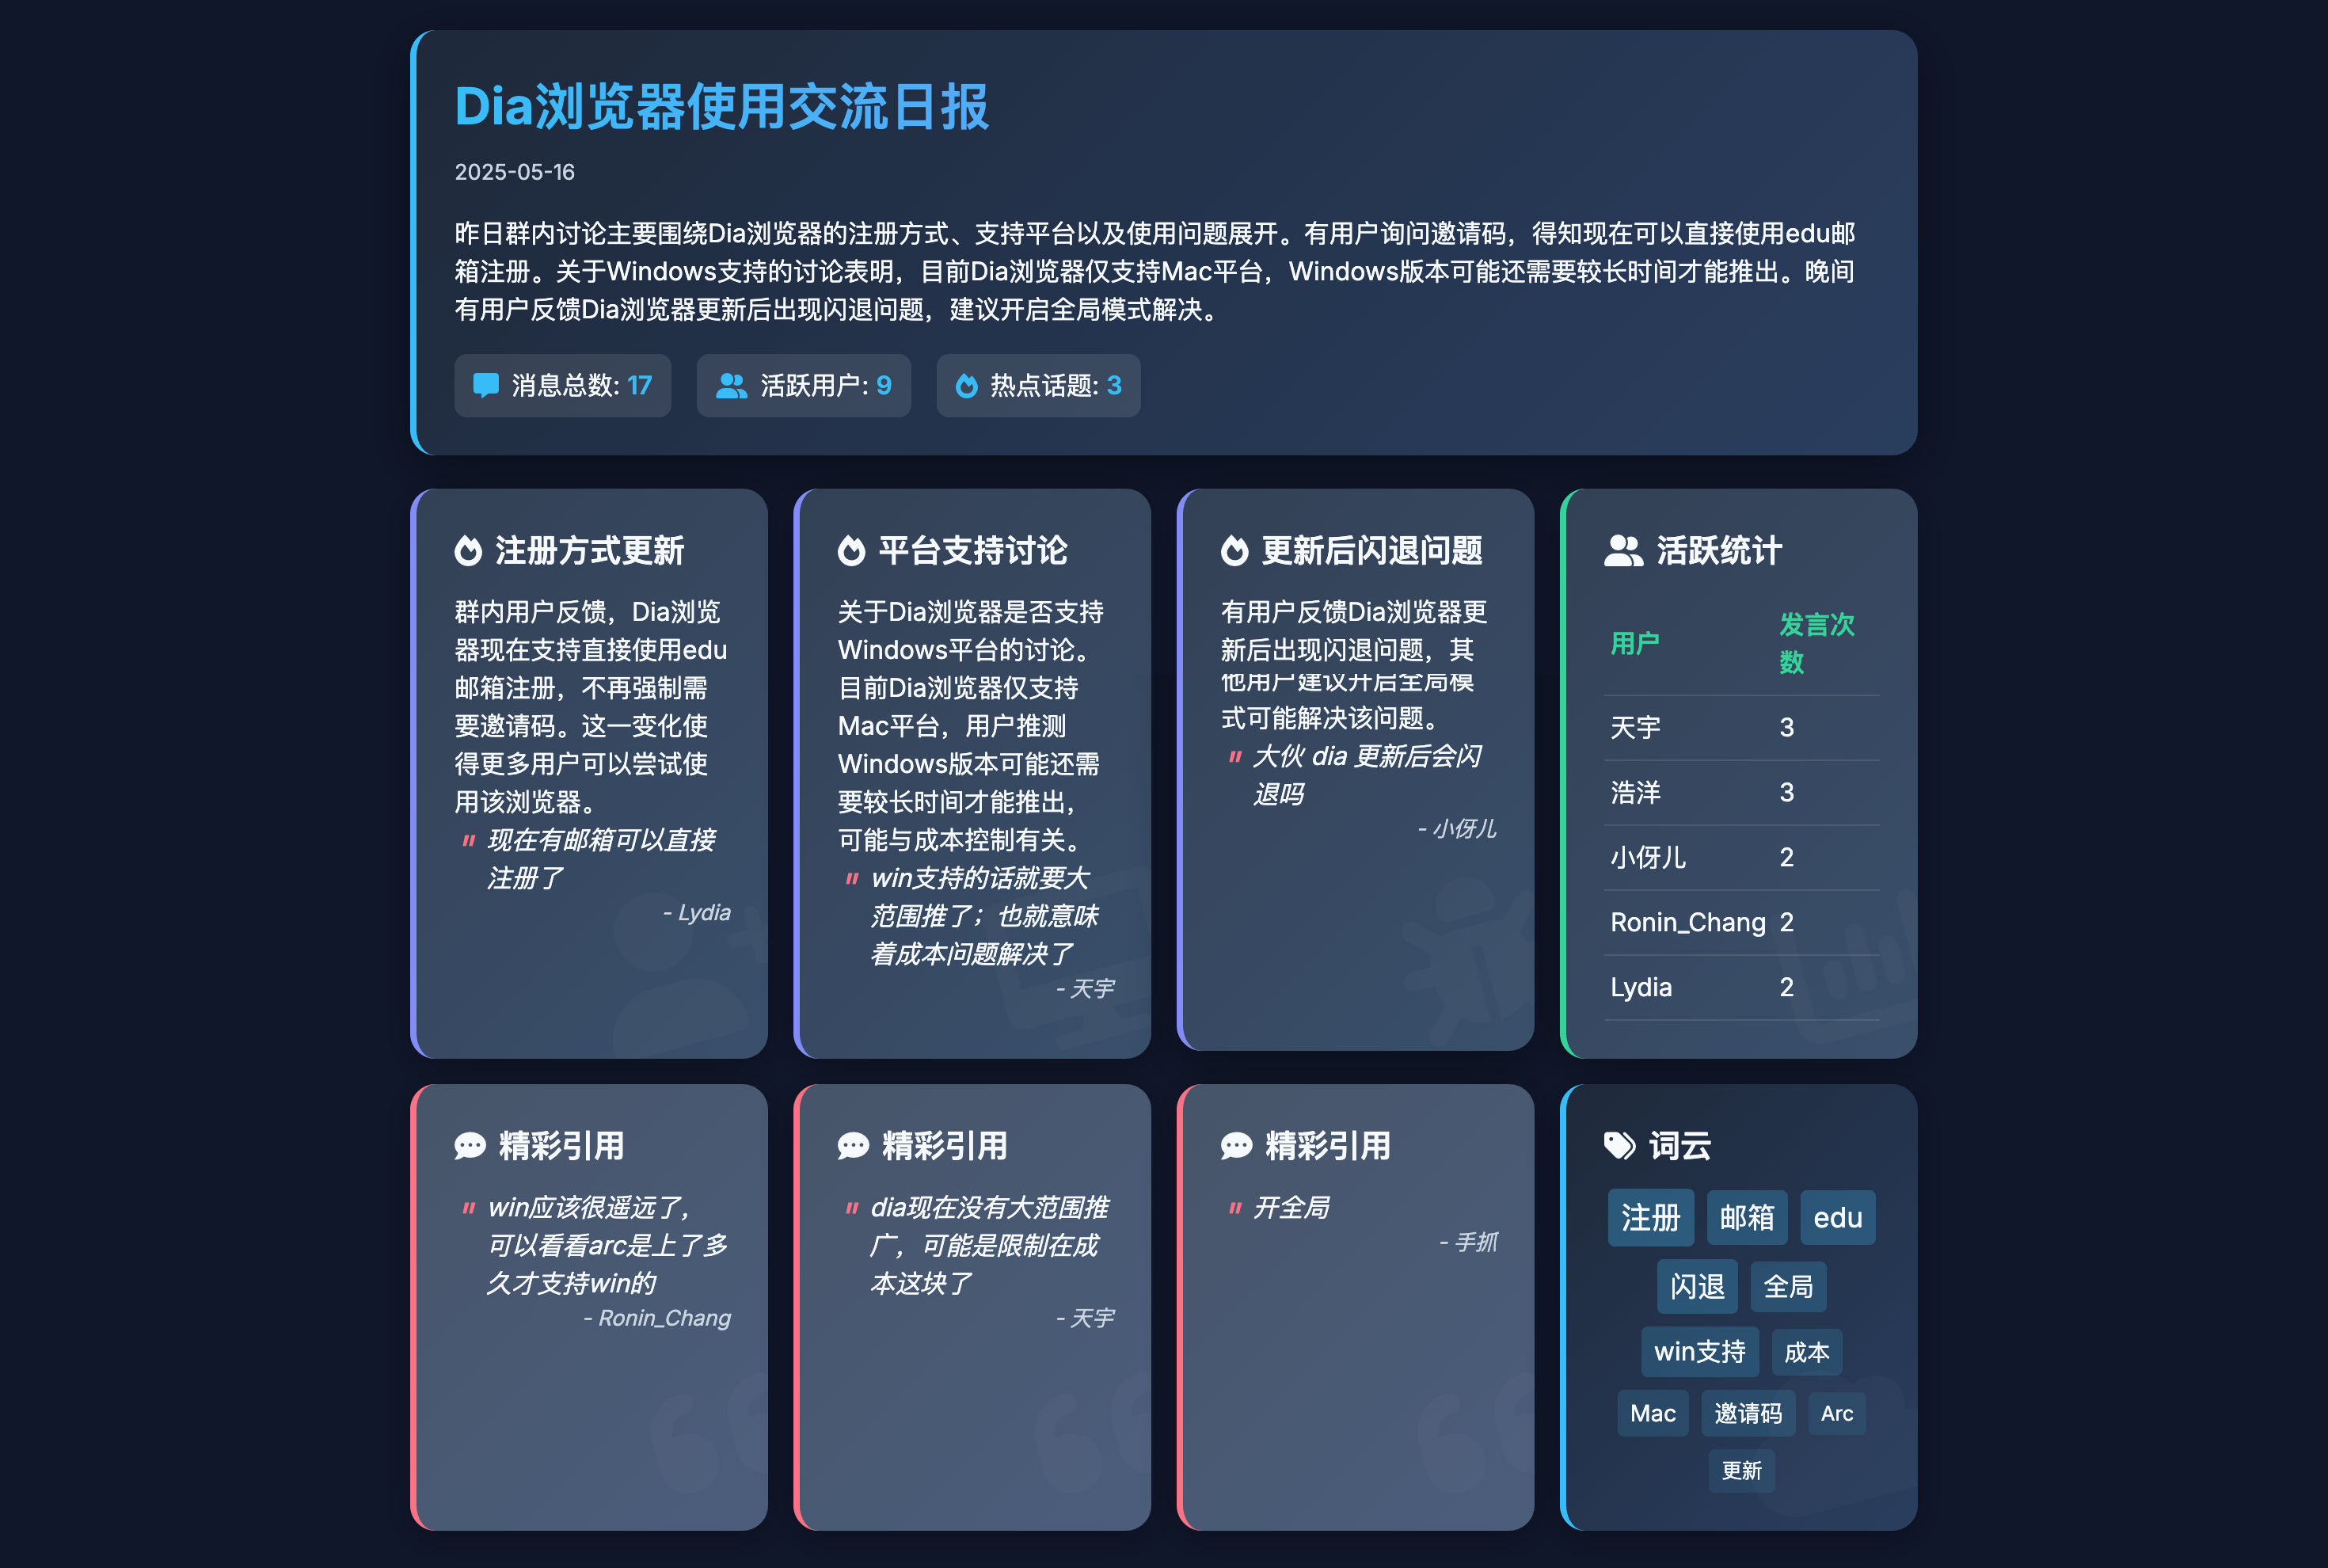 Dia浏览器使用交流日报
2025-05-16
昨日群内讨论主要围绕Dia浏览器的注册方式、支持平台以及使用问题展开。有用户询问邀请码，得知现在可以直接使用edu邮
箱注册。关于Windows支持的讨论表明，目前Dia浏览器仅支持Mac平台，Windows版本可能还需要较长时间才能推出。晚间
有用户反馈Dia浏览器更新后出现闪退问题，建议开启全局模式解决。
消息总数: 17
活跃用户: 9
热点话题: 3
注册方式更新
群内用户反馈，Dia浏览
器现在支持直接使用edu
邮箱注册，不再强制需
要邀请码。这一变化使
得更多用户可以尝试使
用该浏览器。
" 现在有邮箱可以直接
注册了
- Lydia
平台支持讨论
关于Dia浏览器是否支持
Windows平台的讨论。
目前Dia浏览器仅支持
Mac平台，用户推测
Windows版本可能还需
要较长时间才能推出，
可能与成本控制有关。
" win支持的话就要大
范围推了；也就意味
着成本问题解决了
- 天宇
更新后闪退问题
有用户反馈Dia浏览器更
新后出现闪退问题，其
他用户建议开启全局模
式可能解决该问题。
" 大伙 dia 更新后会闪
退吗
- 小伢儿
活跃统计
用户 发言次
数
天宇 3
浩洋 3
小伢儿 2
Ronin_Chang 2
Lydia 2
精彩引用
" win应该很遥远了，
可以看看arc是上了多
久才支持win的
- Ronin_Chang
精彩引用
" dia现在没有大范围推
广，可能是限制在成
本这块了
- 天宇
精彩引用
" 开全局
- 手抓
词云
注册 邮箱 edu
闪退 全局
win支持 成本
Mac 邀请码 Arc
更新